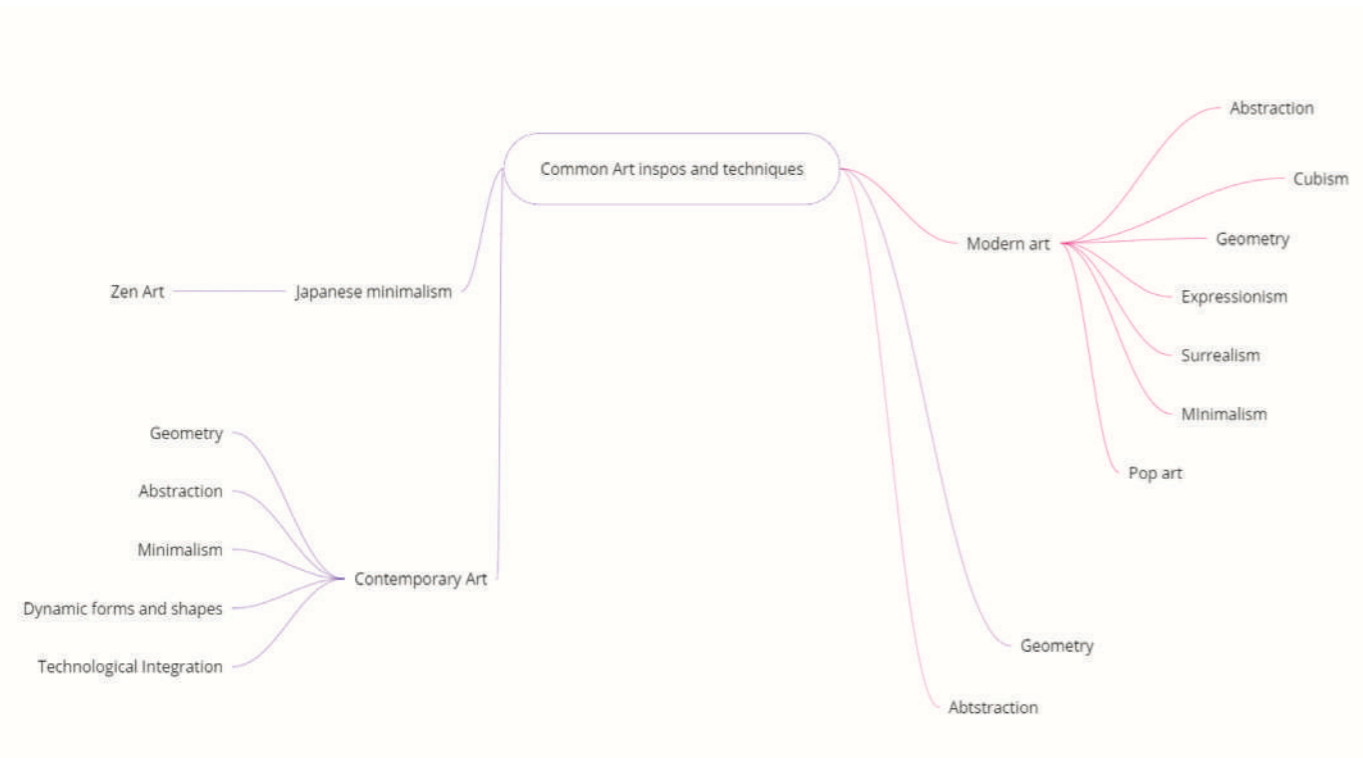 Common Art inspos and techniques
Zen Art
Japanese minimalism
Geometry
Abstraction
Minimalism
Dynamic forms and shapes
Technological Integration
Contemporary Art
Modern art
Abstraction
Cubism
Geometry
Expressionism
Surrealism
MInimalism
Pop art
Geometry
Abtstraction